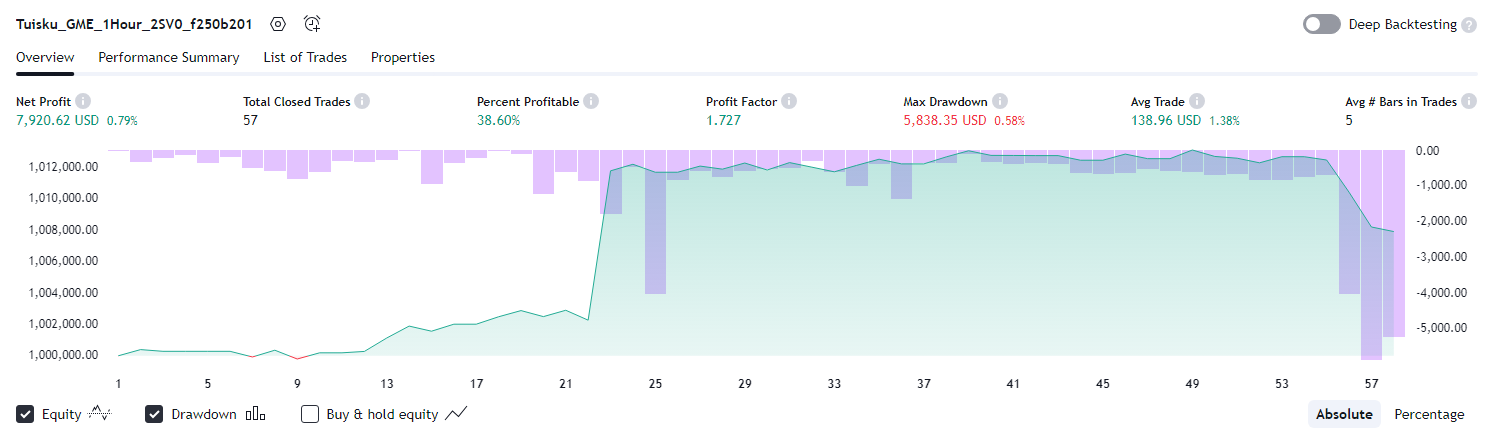 Tuisku_GME_1Hour_2SV0_f250b201 Deep Backtesting ?
Overview Performance Summary List of Trades Properties
Net Profit i Total Closed Trades i Percent Profitable i Profit Factor i Max Drawdown i Avg Trade i Avg # Bars in Trades i
7,920.62 USD 0.79% 57 38.60% 1.727 5,838.35 USD 0.58% 138.96 USD 1.38% 5
0.00
1,012,000.00
-1,000.00
1,010,000.00
-2,000.00
1,008,000.00
-3,000.00
1,006,000.00
-4,000.00
1,004,000.00
1,002,000.00
-5,000.00
1,000,000.00
1 5 9 13 17 21 25 29 33 37 41 45 49 53 57
Equity Drawdown Buy & hold equity Absolute Percentage